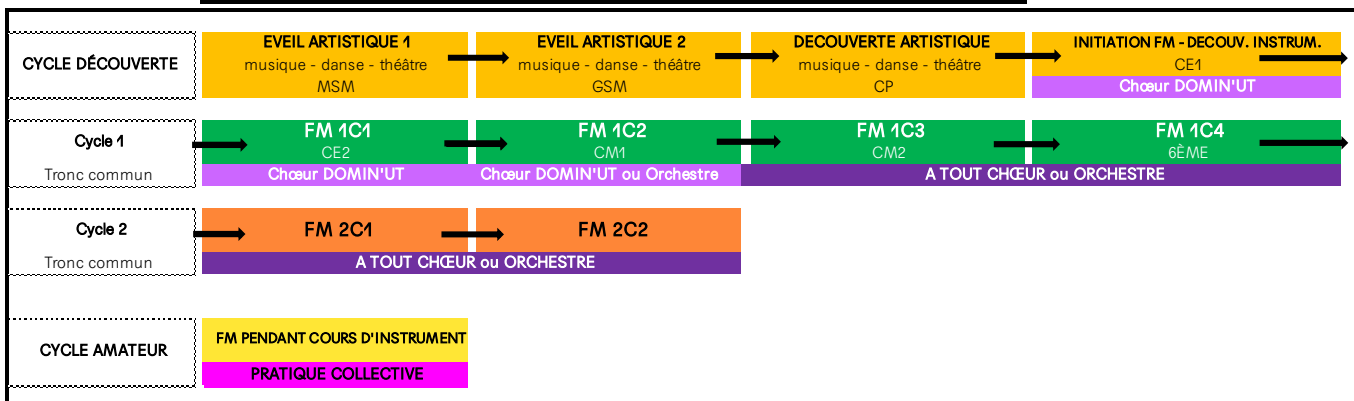 CYCLE DÉCOUVERTE
EVEIL ARTISTIQUE 1
musique - danse - théâtre
MSM
EVEIL ARTISTIQUE 2
musique - danse - théâtre
GSM
DECOUVERTE ARTISTIQUE
musique - danse - théâtre
CP
INITIATION FM - DECOUV. INSTRUM.
CE1
Chœur DOMIN'UT
Cycle 1
Tronc commun
FM 1C1
CE2
Chœur DOMIN'UT
FM 1C2
CM1
Chœur DOMIN'UT ou Orchestre
FM 1C3
CM2
FM 1C4
6ÈME
A TOUT CHŒUR ou ORCHESTRE
Cycle 2
Tronc commun
FM 2C1
FM 2C2
A TOUT CHŒUR ou ORCHESTRE
CYCLE AMATEUR
FM PENDANT COURS D'INSTRUMENT
PRATIQUE COLLECTIVE